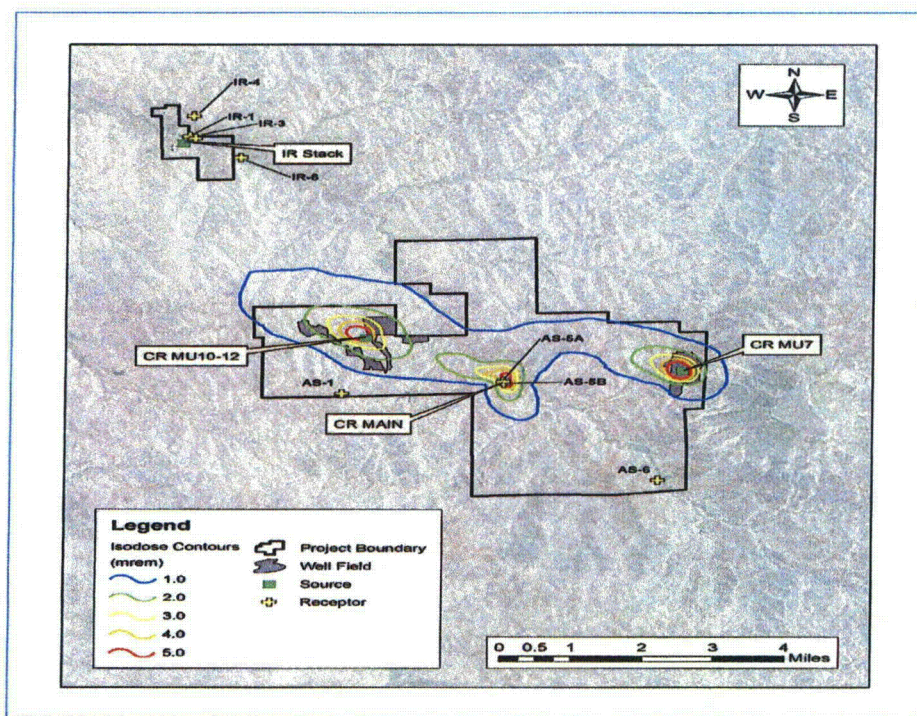 IR-4
N
W E
S
IR-1
IR-3
IR Stack
IR-6
AS-5A
CR MU7
CR MU10-12
AS-5B
AS-1
CR MAIN
AS-6
Legend
Isodose Contours
(mrem)
1.0
2.0
3.0
4.0
5.0
Project Boundary
Well Field
Source
Receptor
0 0.5 1 2 3 4
Miles